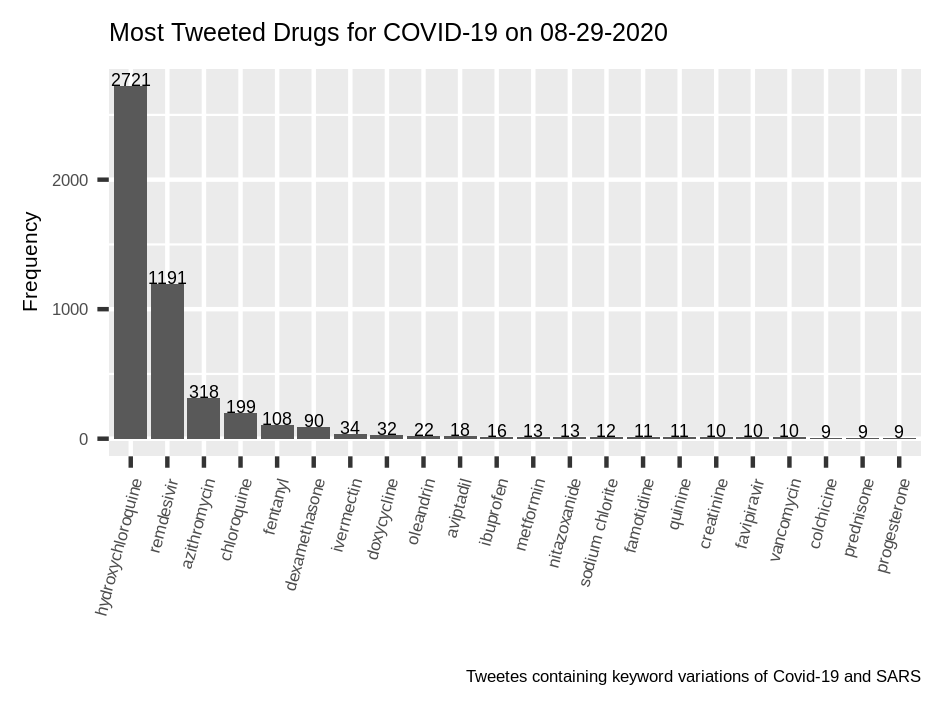 Most Tweeted Drugs for COVID-19 on 08-29-2020
Frequency
2000
1000
0
2721
1191
318
199
108
90
34
32
22
18
16
13
13
12
11
11
10
10
10
9
9
9
hydroxychloroquine
remdesivir
azithromycin
chloroquine
fentanyl
dexamethasone
ivermectin
doxycycline
oleandrin
aviptadil
ibuprofen
metformin
nitazoxanide
sodium chlorite
famotidine
quinine
creatinine
favipiravir
vancomycin
colchicine
prednisone
progesterone
Tweetes containing keyword variations of Covid-19 and SARS